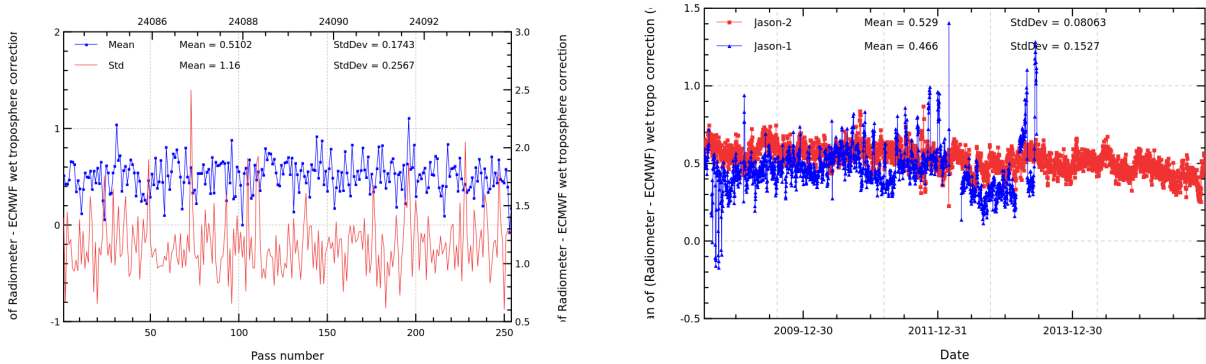 24086 24088 24090 24092
Mean Mean = 0.5102 StdDev = 0.1743
Std Mean = 1.16 StdDev = 0.2567
2
1
0
-1
3.0
2.5
2.0
1.5
1.0
0.5
50 100 150 200 250
Pass number
of Radiometer - ECMWF wet troposphere correction
of Radiometer - ECMWF wet troposphere correction
Jason-2 Mean = 0.529 StdDev = 0.08063
Jason-1 Mean = 0.466 StdDev = 0.1527
1.5
1.0
0.5
0.0
-0.5
2009-12-30 2011-12-31 2013-12-30
Date
of (Radiometer - ECMWF) wet tropo correction (